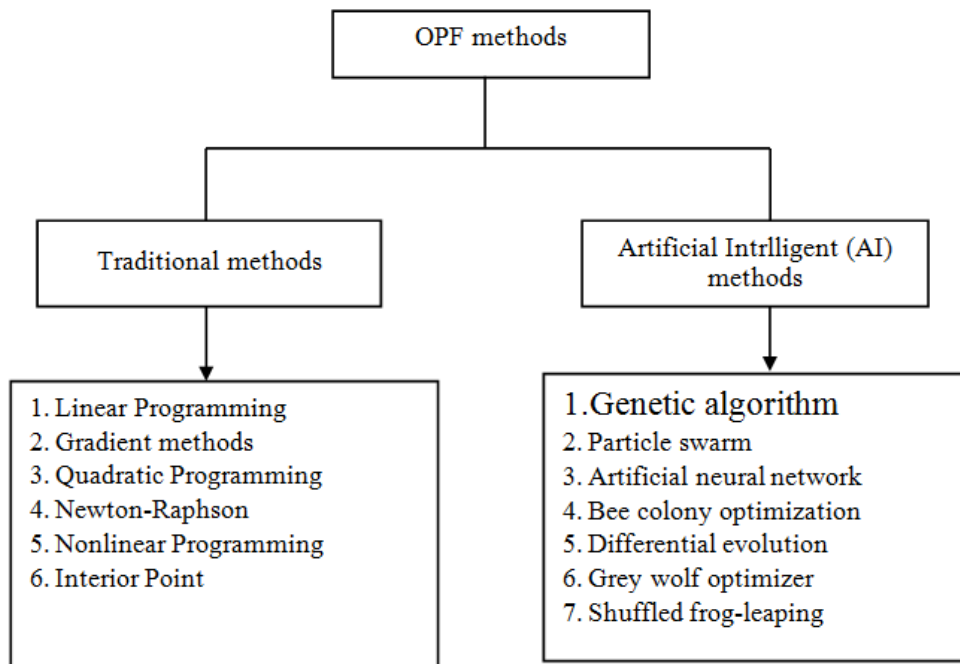 OPF methods
Traditional methods
Artificial Intrlligent (AI)
methods
1. Linear Programming
2. Gradient methods
3. Quadratic Programming
4. Newton-Raphson
5. Nonlinear Programming
6. Interior Point
1.Genetic algorithm
2. Particle swarm
3. Artificial neural network
4. Bee colony optimization
5. Differential evolution
6. Grey wolf optimizer
7. Shuffled frog-leaping